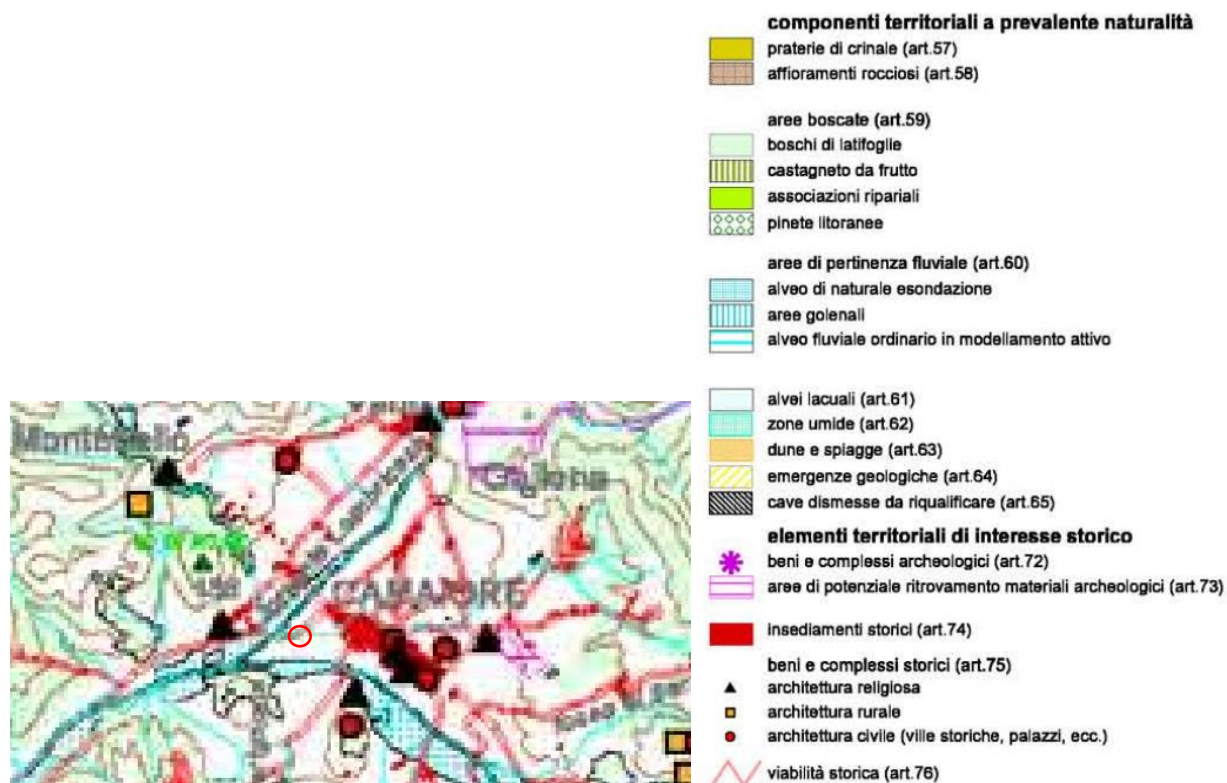 componenti territoriali a prevalente naturalità
praterie di crinale (art.57)
affioramenti rocciosi (art.58)
aree boscate (art.59)
boschi di latifoglie
castagneto da frutto
associazioni ripariali
pinete litoranee
aree di pertinenza fluviale (art.60)
alveo di naturale esondazione
aree golenali
alveo fluviale ordinario in modellamento attivo
alvei lacuali (art.61)
zone umide (art.62)
dune e spiagge (art.63)
emergenze geologiche (art.64)
cave dismesse da riqualificare (art.65)
elementi territoriali di interesse storico
beni e complessi archeologici (art.72)
aree di potenziale ritrovamento materiali archeologici (art.73)
insediamenti storici (art.74)
beni e complessi storici (art.75)
architettura religiosa
architettura rurale
architettura civile (ville storiche, palazzi, ecc.)
viabilità storica (art.76)
CAMAIORE